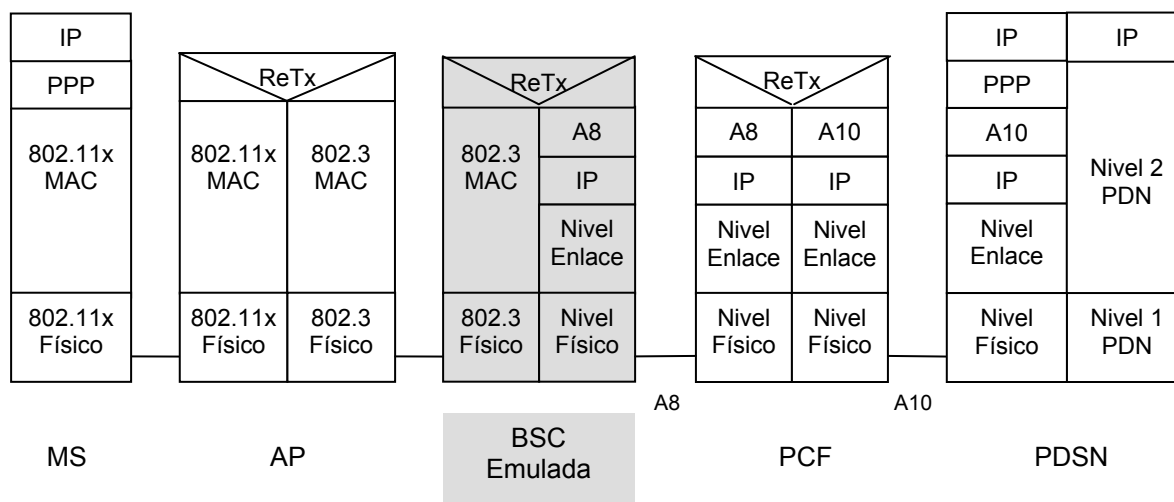 IP
PPP
802.11x
MAC
802.11x
Físico
ReTx
802.11x
MAC
802.3
MAC
802.11x
Físico
802.3
Físico
ReTx
802.3
MAC
A8
IP
Nivel
Enlace
802.3
Físico
Nivel
Físico
ReTx
A8
A10
IP
IP
Nivel
Enlace
Nivel
Enlace
Nivel
Físico
Nivel
Físico
IP
IP
PPP
A10
IP
Nivel
Enlace
Nivel 2
PDN
Nivel
Físico
Nivel 1
PDN
A8
A10
MS
AP
BSC
Emulada
PCF
PDSN